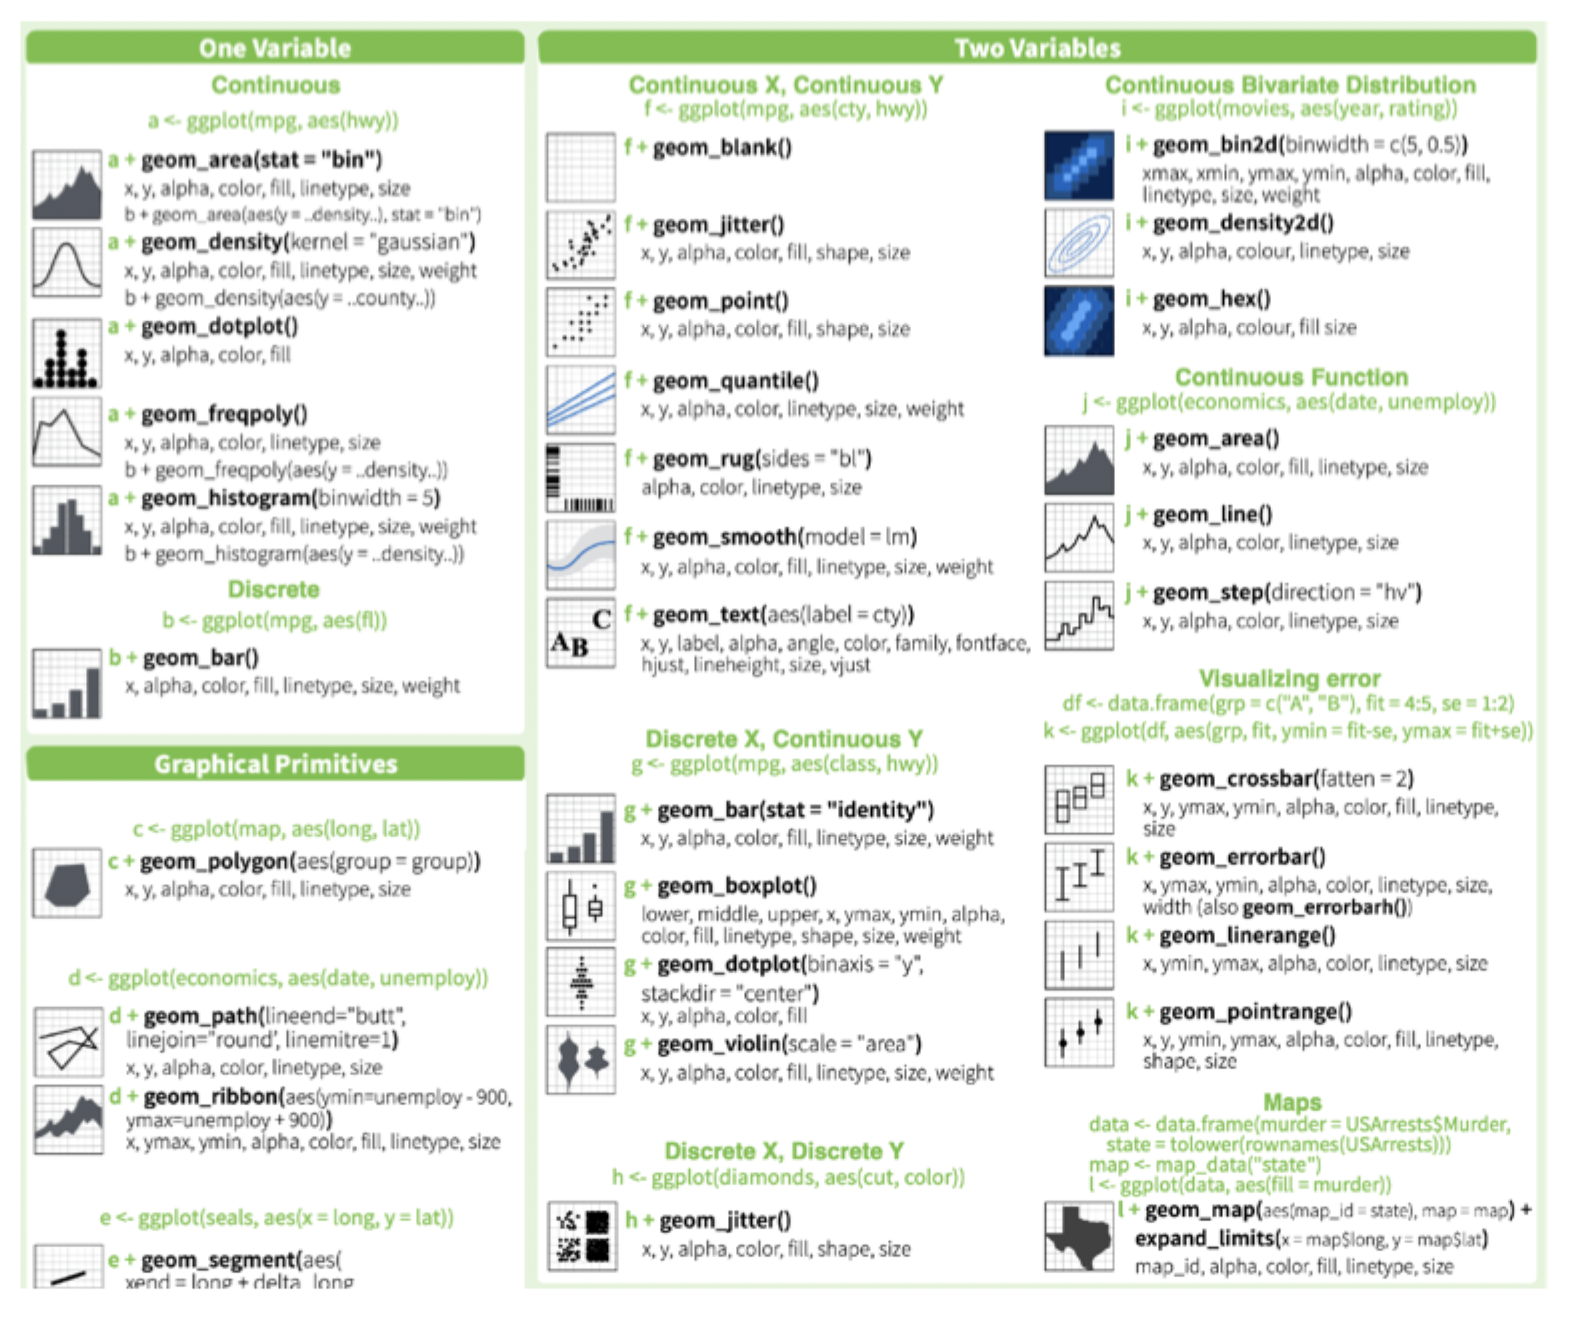 One Variable
Continuous
a <- ggplot(mpg, aes(hwy))
a + geom_area(stat = "bin")
x, y, alpha, color, fill, linetype, size
b + geom_area(aes(y = ..density..), stat = "bin")
a + geom_density(kernel = "gaussian")
x, y, alpha, color, fill, linetype, size, weight
b + geom_density(aes(y = ..county..))
a + geom_dotplot()
x, y, alpha, color, fill
a + geom_freqpoly()
x, y, alpha, color, linetype, size
b + geom_freqpoly(aes(y = ..density..))
a + geom_histogram(binwidth = 5)
x, y, alpha, color, fill, linetype, size, weight
b + geom_histogram(aes(y = ..density..))
Discrete
b <- ggplot(mpg, aes(fl))
b + geom_bar()
x, alpha, color, fill, linetype, size, weight
Graphical Primitives
c <- ggplot(map, aes(long, lat))
c + geom_polygon(aes(group = group))
x, y, alpha, color, fill, linetype, size
d <- ggplot(economics, aes(date, unemploy))
d + geom_path(lineend="butt",
linejoin="round', linemitre=1)
x, y, alpha, color, linetype, size
d + geom_ribbon(aes(ymin=unemploy - 900,
ymax=unemploy + 900))
x, ymax, ymin, alpha, color, fill, linetype, size
e <- ggplot(seals, aes(x = long, y = lat))
e + geom_segment(aes(
xend = long + delta_long
Two Variables
Continuous X, Continuous Y
f <- ggplot(mpg, aes(cty, hwy))
f + geom_blank()
f + geom_jitter()
x, y, alpha, color, fill, shape, size
f + geom_point()
x, y, alpha, color, fill, shape, size
f + geom_quantile()
x, y, alpha, color, linetype, size, weight
f + geom_rug(sides = "bl")
alpha, color, linetype, size
f + geom_smooth(model = lm)
x, y, alpha, color, fill, linetype, size, weight
C
AB
f + geom_text(aes(label = cty))
x, y, label, alpha, angle, color, family, fontface,
hjust, lineheight, size, vjust
Discrete X, Continuous Y
g <- ggplot(mpg, aes(class, hwy))
g + geom_bar(stat = "identity")
x, y, alpha, color, fill, linetype, size, weight
g + geom_boxplot()
lower, middle, upper, x, ymax, ymin, alpha,
color, fill, linetype, shape, size, weight
g + geom_dotplot(binaxis = "y",
stackdir = "center")
x, y, alpha, color, fill
g + geom_violin(scale = "area")
x, y, alpha, color, fill, linetype, size, weight
Discrete X, Discrete Y
h <- ggplot(diamonds, aes(cut, color))
h + geom_jitter()
x, y, alpha, color, fill, shape, size
Continuous Bivariate Distribution
i <- ggplot(movies, aes(year, rating))
i + geom_bin2d(binwidth = c(5, 0.5))
xmax, xmin, ymax, ymin, alpha, color, fill,
linetype, size, weight
i + geom_density2d()
x, y, alpha, colour, linetype, size
i + geom_hex()
x, y, alpha, colour, fill size
Continuous Function
j <- ggplot(economics, aes(date, unemploy))
j + geom_area()
x, y, alpha, color, fill, linetype, size
j + geom_line()
x, y, alpha, color, linetype, size
j + geom_step(direction = "hv")
x, y, alpha, color, linetype, size
Visualizing error
df <- data.frame(grp = c("A", "B"), fit = 4:5, se = 1:2)
k <- ggplot(df, aes(grp, fit, ymin = fit-se, ymax = fit+se))
k + geom_crossbar(fatten = 2)
x, y, ymax, ymin, alpha, color, fill, linetype,
size
k + geom_errorbar()
x, ymax, ymin, alpha, color, linetype, size,
width (also geom_errorbarh())
k + geom_linerange()
x, ymin, ymax, alpha, color, linetype, size
k + geom_pointrange()
x, y, ymin, ymax, alpha, color, fill, linetype,
shape, size
Maps
data <- data.frame(murder = USArrests$Murder,
state = tolower(rownames(USArrests)))
map <- map_data("state")
l <- ggplot(data, aes(fill = murder))
l + geom_map(aes(map_id = state), map = map) +
expand_limits(x = map$long, y = map$lat)
map_id, alpha, color, fill, linetype, size